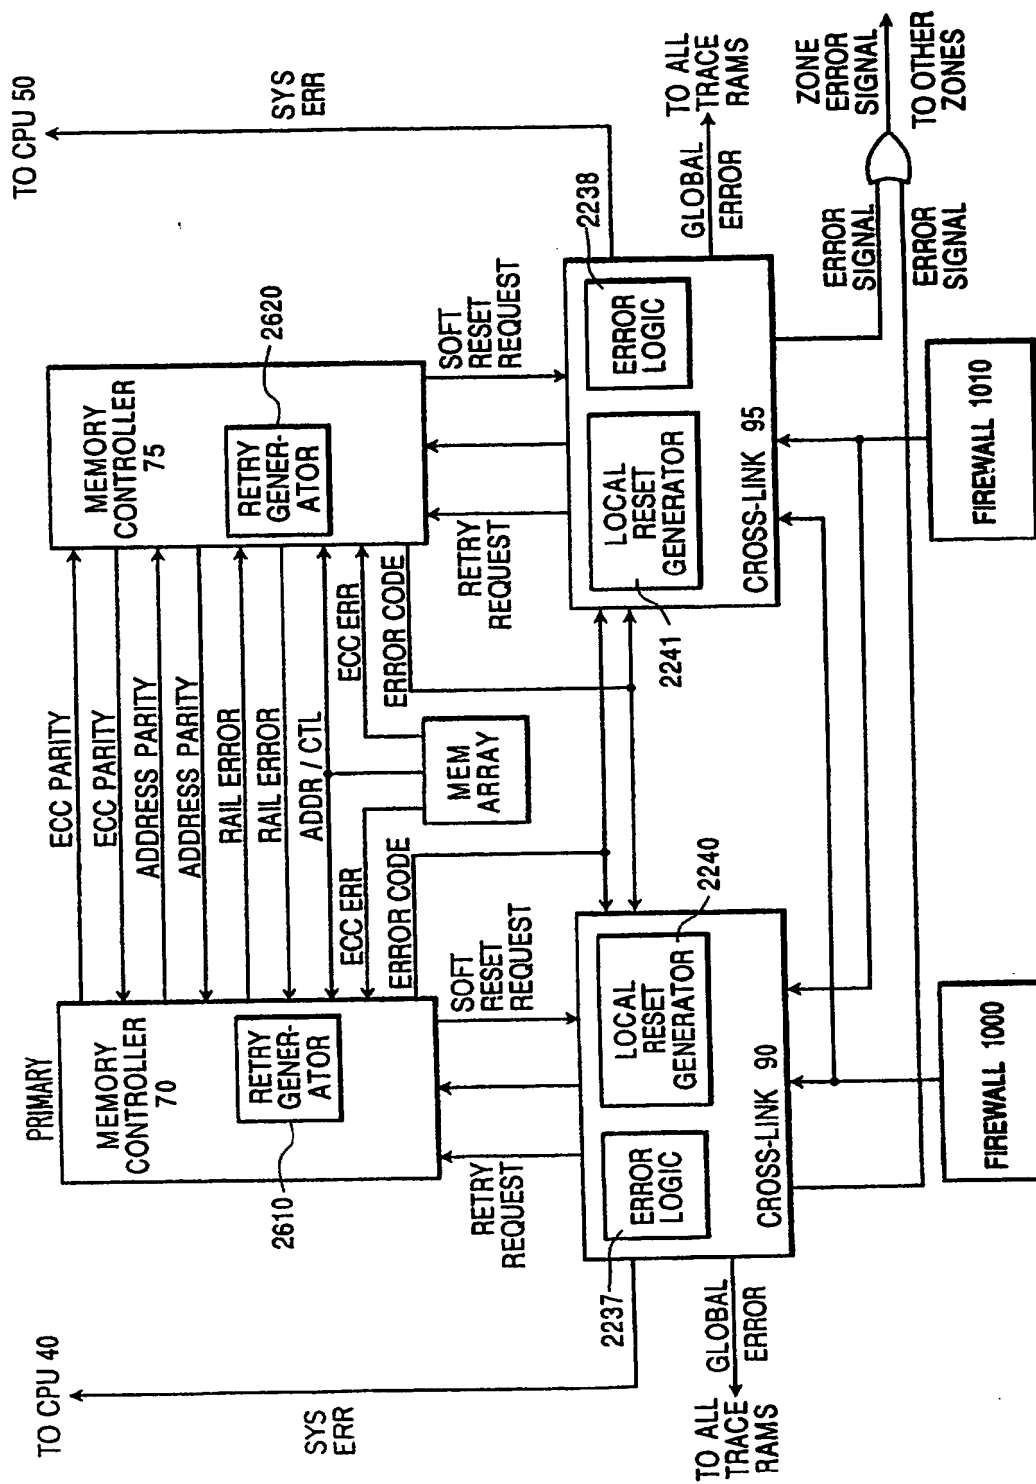 TO CPU 40
TO CPU 50
SYS
ERR
SYS
ERR
PRIMARY
MEMORY
CONTROLLER
70
RETRY
GENER-
ATOR
2610
ECC PARITY
ECC PARITY
ADDRESS PARITY
ADDRESS PARITY
RAIL ERROR
RAIL ERROR
ADDR / CTL
ECC ERR
ERROR CODE
ECC ERR
ERROR CODE
MEM
ARRAY
MEMORY
CONTROLLER
75
RETRY
GENER-
ATOR
2620
RETRY
REQUEST
SOFT
RESET
REQUEST
RETRY
REQUEST
SOFT
RESET
REQUEST
2237
ERROR
LOGIC
LOCAL
RESET
GENERATOR
2240
CROSS-LINK 90
2241
LOCAL
RESET
GENERATOR
ERROR
LOGIC
2238
CROSS-LINK 95
GLOBAL
ERROR
TO ALL
TRACE
RAMS
GLOBAL
ERROR
TO ALL
TRACE
RAMS
FIREWALL 1000
FIREWALL 1010
ERROR
SIGNAL
ERROR
SIGNAL
ZONE
ERROR
SIGNAL
TO OTHER
ZONES